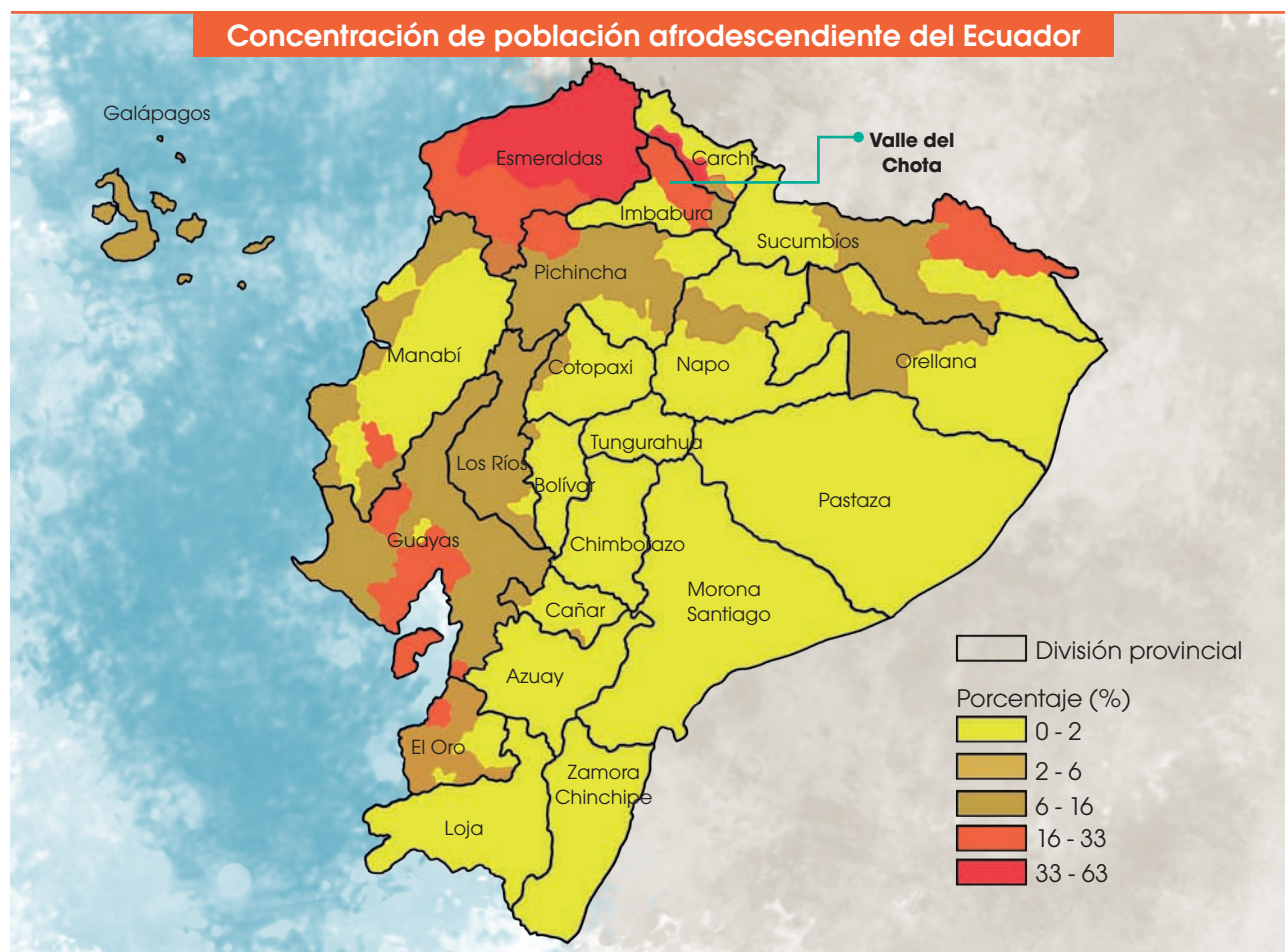 Concentración de población afrodescendiente del Ecuador
Galápagos
Valle del
Chota
Esmeraldas
Carchi
Imbabura
Sucumbíos
Pichincha
Manabí
Cotopaxi
Napo
Orellana
Tungurahua
Los Ríos
Bolívar
Pastaza
Guayas
Chimborazo
Morona
Santiago
Cañar
Azuay
El Oro
Zamora
Chinchipe
Loja
División provincial
Porcentaje (%)
0 - 2
2 - 6
6 - 16
16 - 33
33 - 63